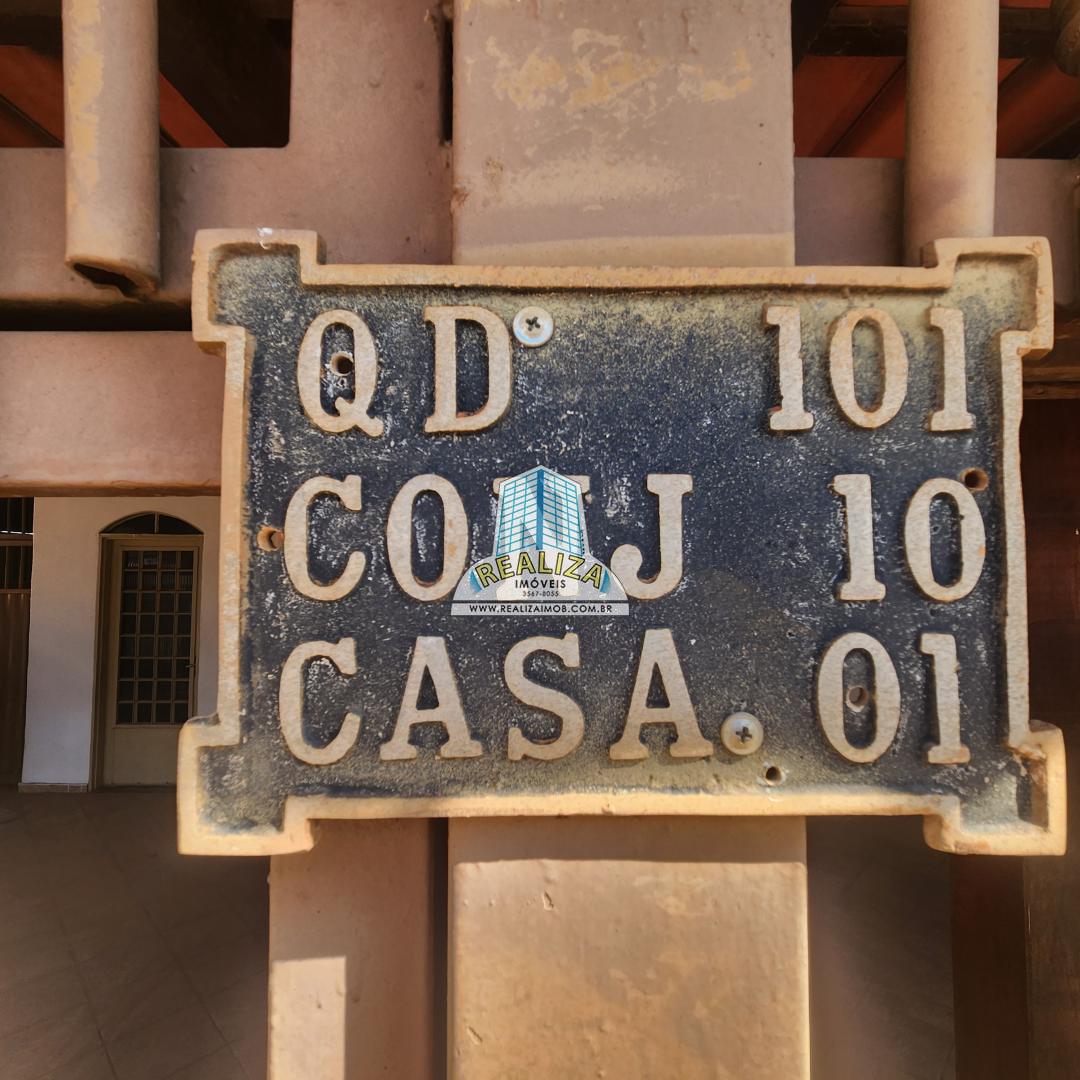 QD 101
CONJ 10
REALIZA
IMÓVEIS
3567-8055
WWW.REALIZAIMOB.COM.BR
CASA 01